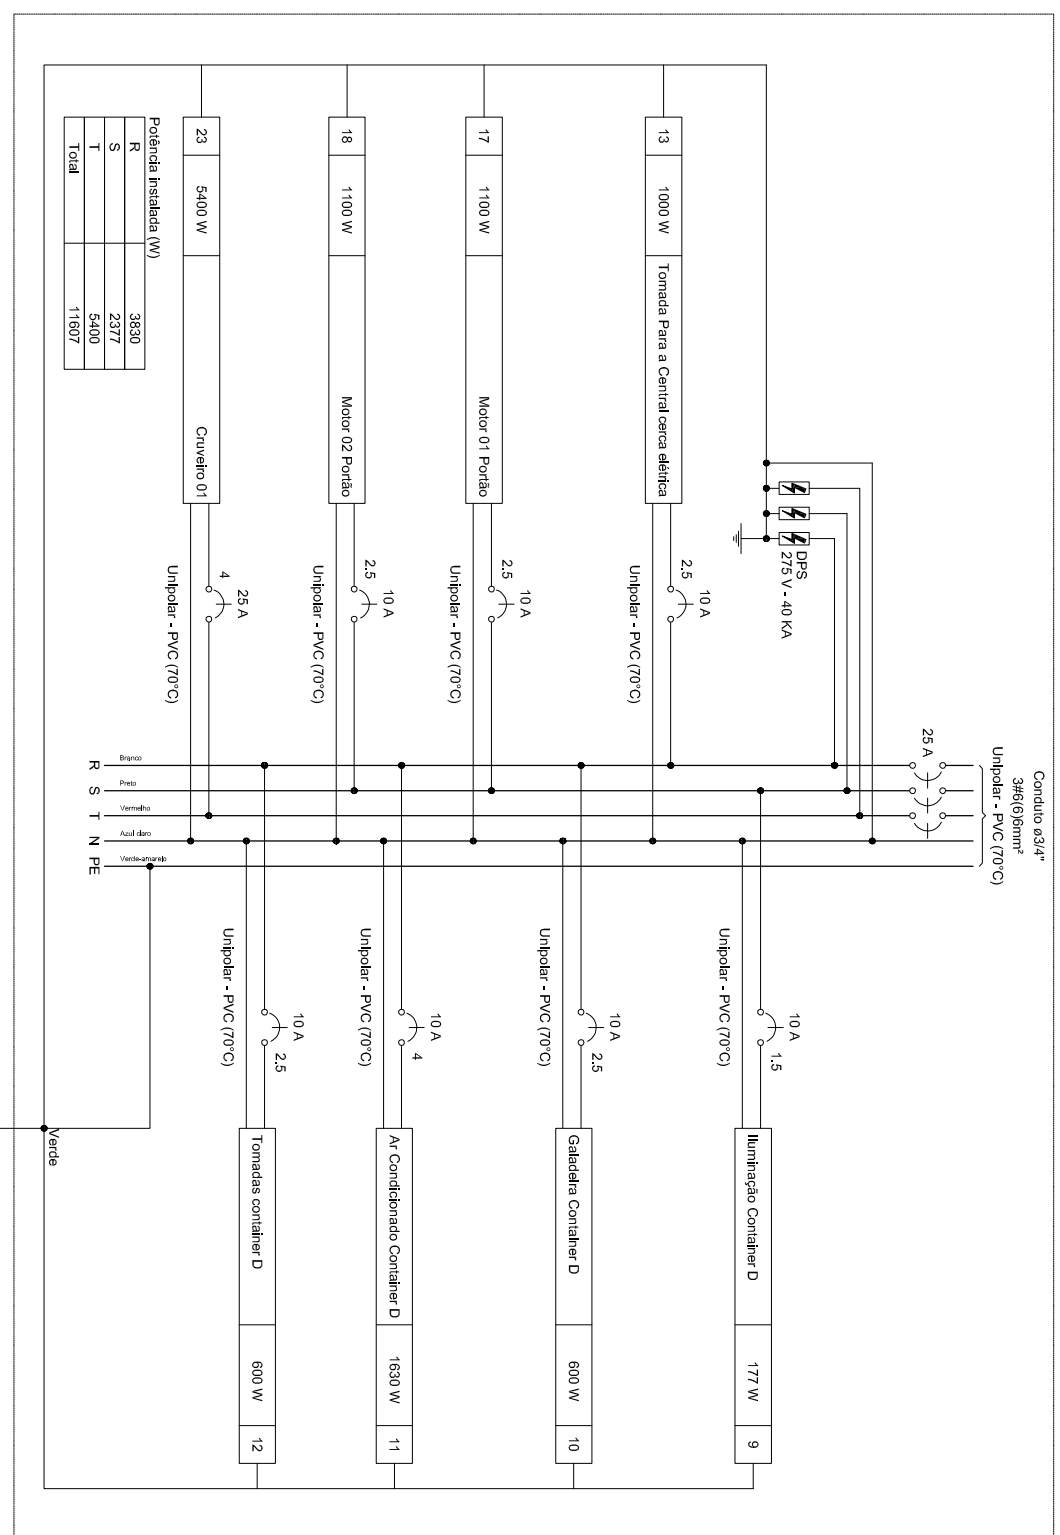 Conduto ø3/4"
3#6(6)6mm²
Unipolar - PVC (70°C)
25 A
DPS
275 V - 40 KA
13
1000 W
Tomada Para a Central cerca elétrica
2.5
10 A
Unipolar - PVC (70°C)
17
1100 W
Motor 01 Portão
2.5
10 A
Unipolar - PVC (70°C)
18
1100 W
Motor 02 Portão
2.5
10 A
Unipolar - PVC (70°C)
23
5400 W
Cruveiro 01
4
25 A
Unipolar - PVC (70°C)
10 A
1.5
Unipolar - PVC (70°C)
Iluminação Container D
177 W
9
10 A
2.5
Unipolar - PVC (70°C)
Galadeira Container D
600 W
10
10 A
4
Unipolar - PVC (70°C)
Ar Condicionado Container D
1630 W
11
10 A
2.5
Unipolar - PVC (70°C)
Tomadas container D
600 W
12
R Branco
S Preto
T Vermelho
N Azul claro
PE Verde-amarelo
Verde
Potência instalada (W)
R 3830
S 2377
T 5400
Total 11607